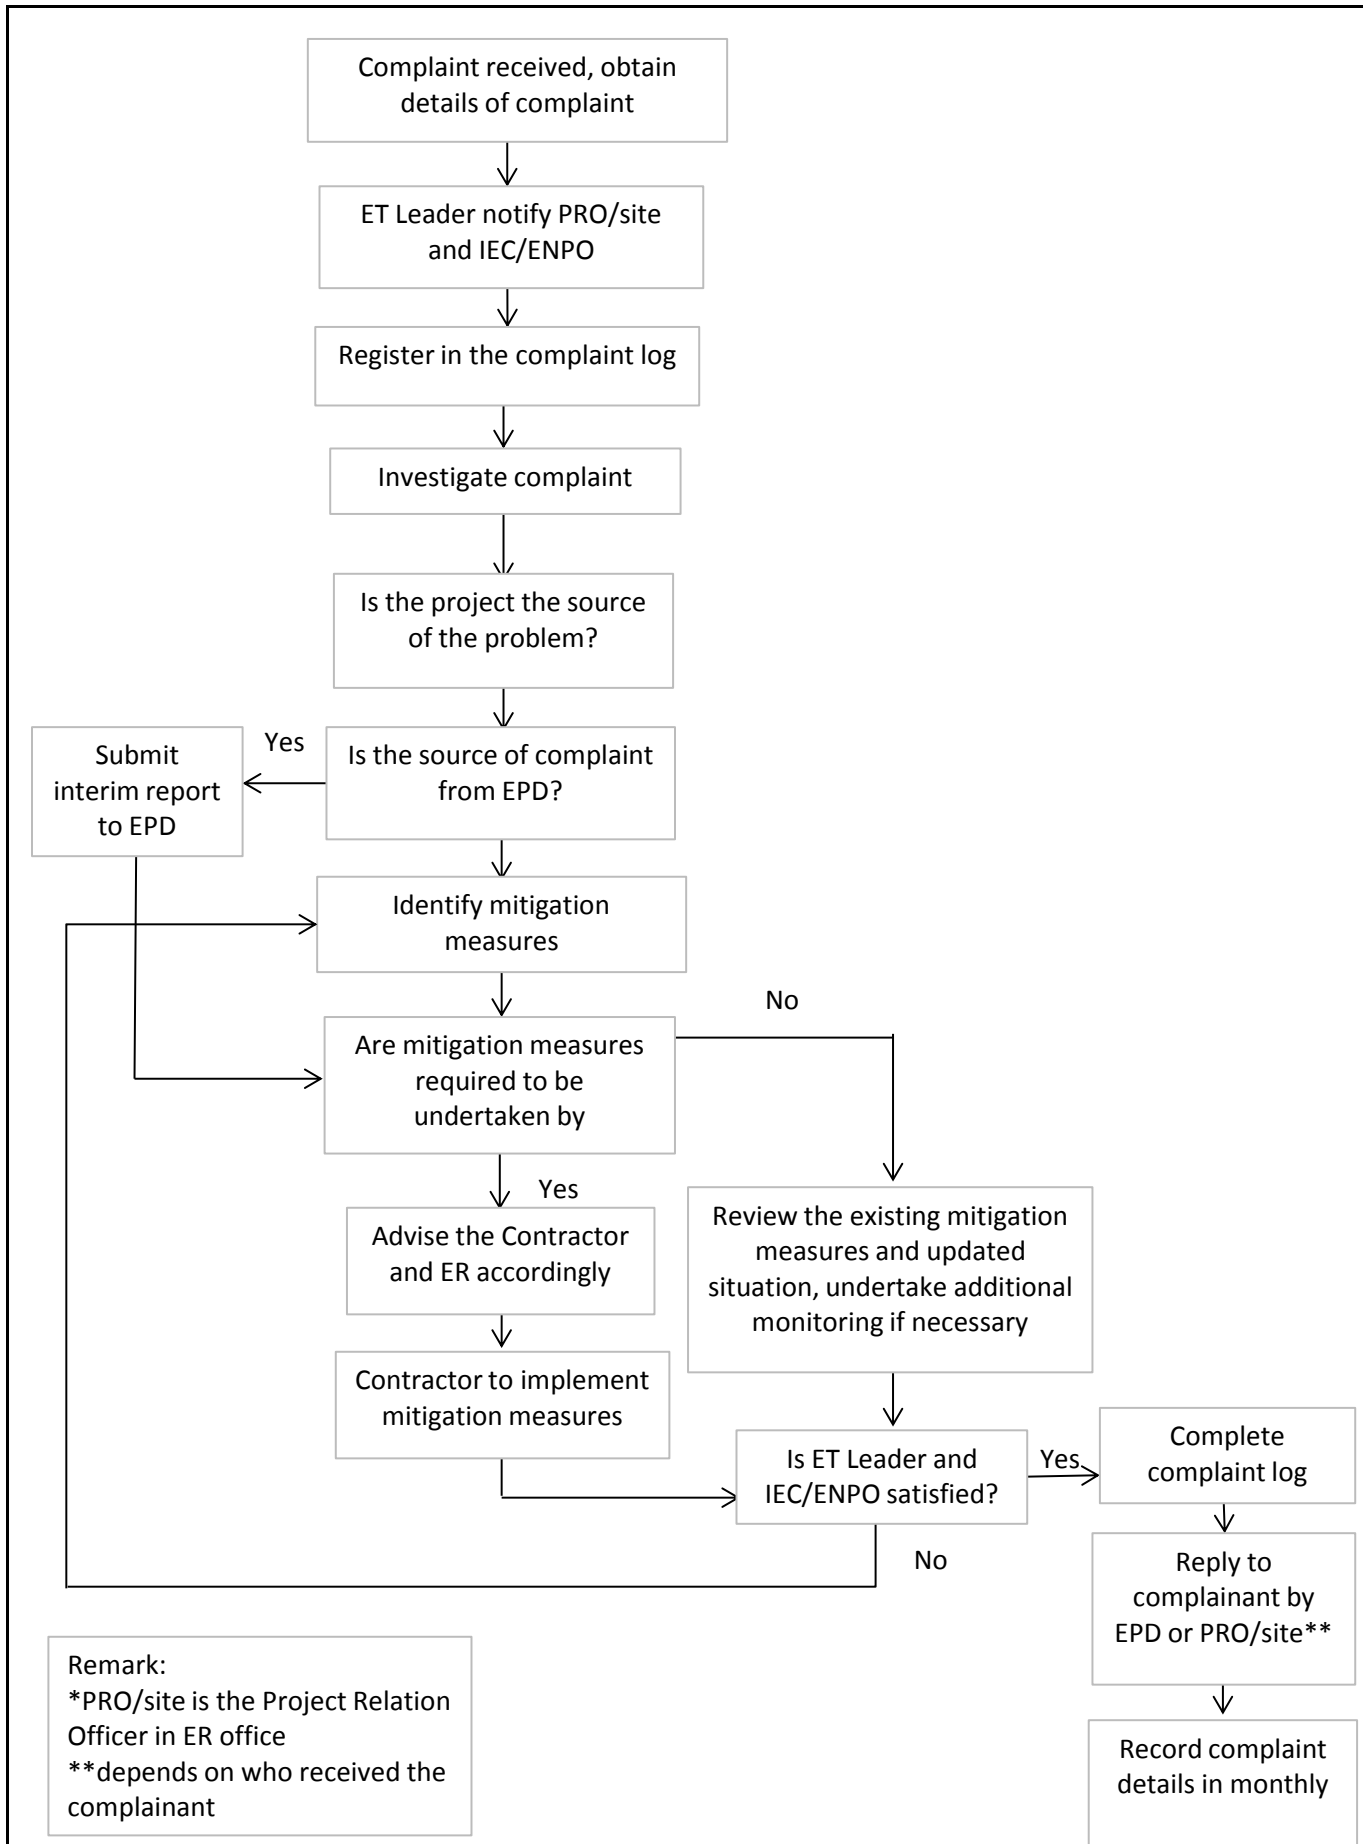 Complaint received, obtain
details of complaint
ET Leader notify PRO/site
and IEC/ENPO
Register in the complaint log
Investigate complaint
Is the project the source
of the problem?
Submit
interim report
to EPD
Yes
Is the source of complaint
from EPD?
Identify mitigation
measures
No
Are mitigation measures
required to be
undertaken by
Yes
Advise the Contractor
and ER accordingly
Review the existing mitigation
measures and updated
situation, undertake additional
monitoring if necessary
Contractor to implement
mitigation measures
Is ET Leader and
IEC/ENPO satisfied?
Yes
Complete
complaint log
No
Reply to
complainant by
EPD or PRO/site**
Record complaint
details in monthly
Remark:
*PRO/site is the Project Relation
Officer in ER office
**depends on who received the
complainant